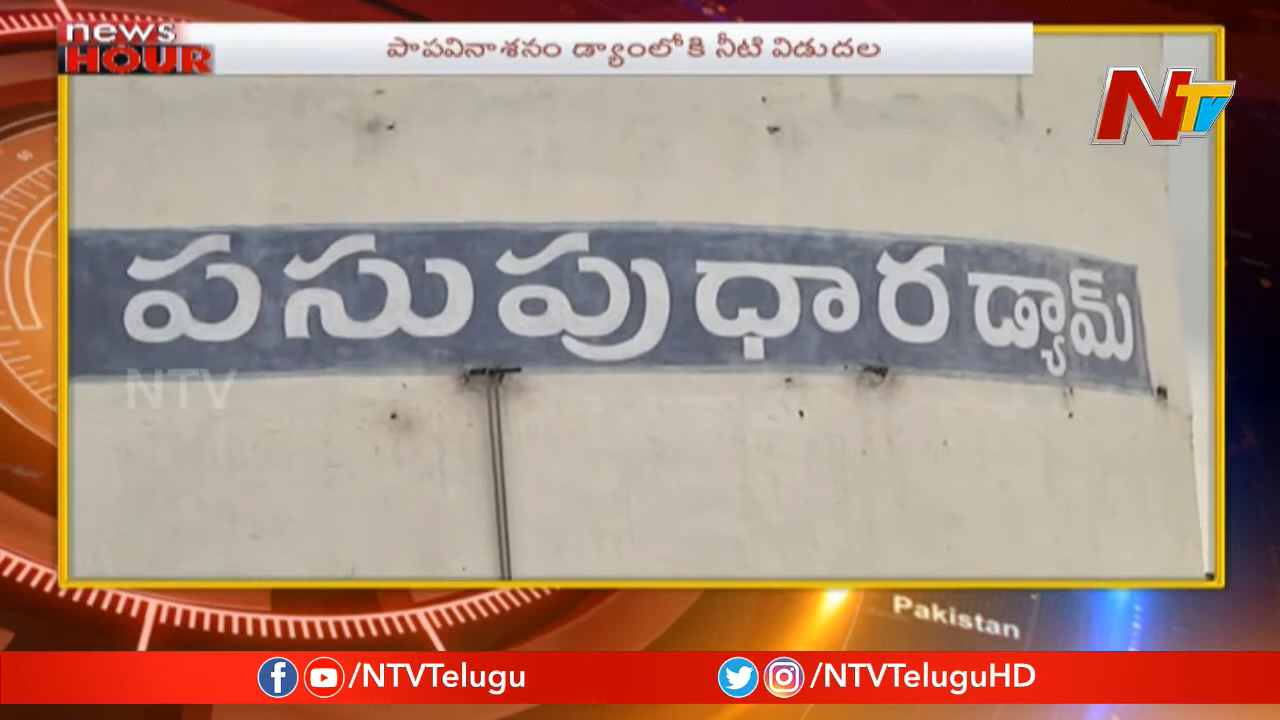 news
HOUR
పాపవినాశనం డ్యాంలోకి నీటి విడుదల
NTV
పసుపుధార డ్యామ్
NTV
Pakistan
/NTVTelugu
/NTVTeluguHD